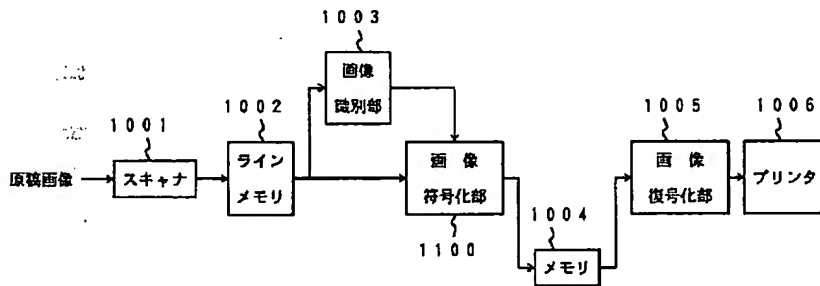 1003
画像
識別部
1002
ライン
メモリ
1001
原稿画像
スキャナ
画像
符号化部
1100
1004
メモリ
1005
画像
復号化部
1006
プリンタ